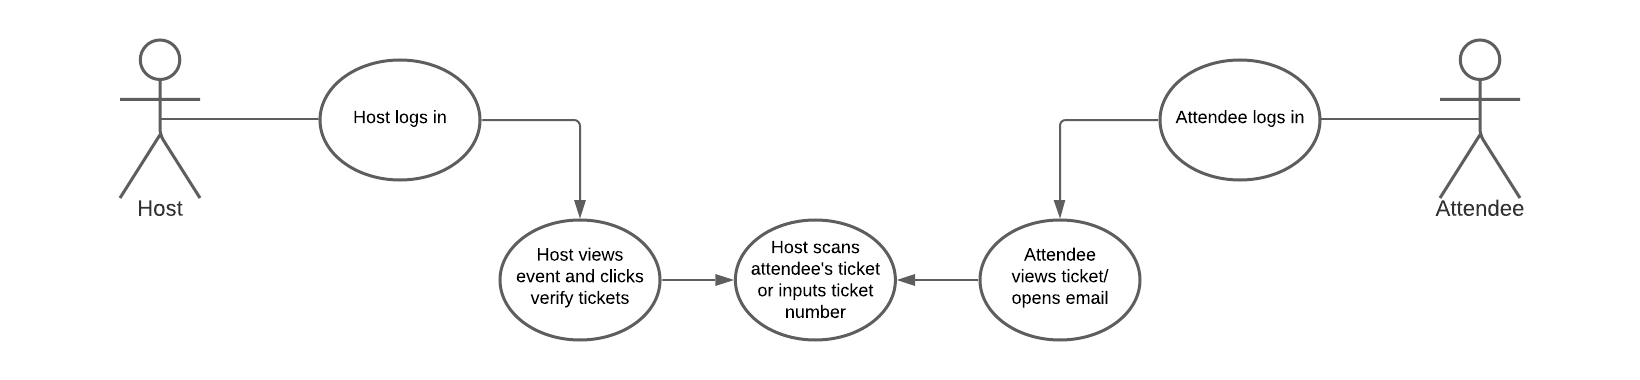 Host logs in
Attendee logs in
Host
Attendee
Host views
event and clicks
verify tickets
Host scans
attendee's ticket
or inputs ticket
number
Attendee
views ticket/
opens email